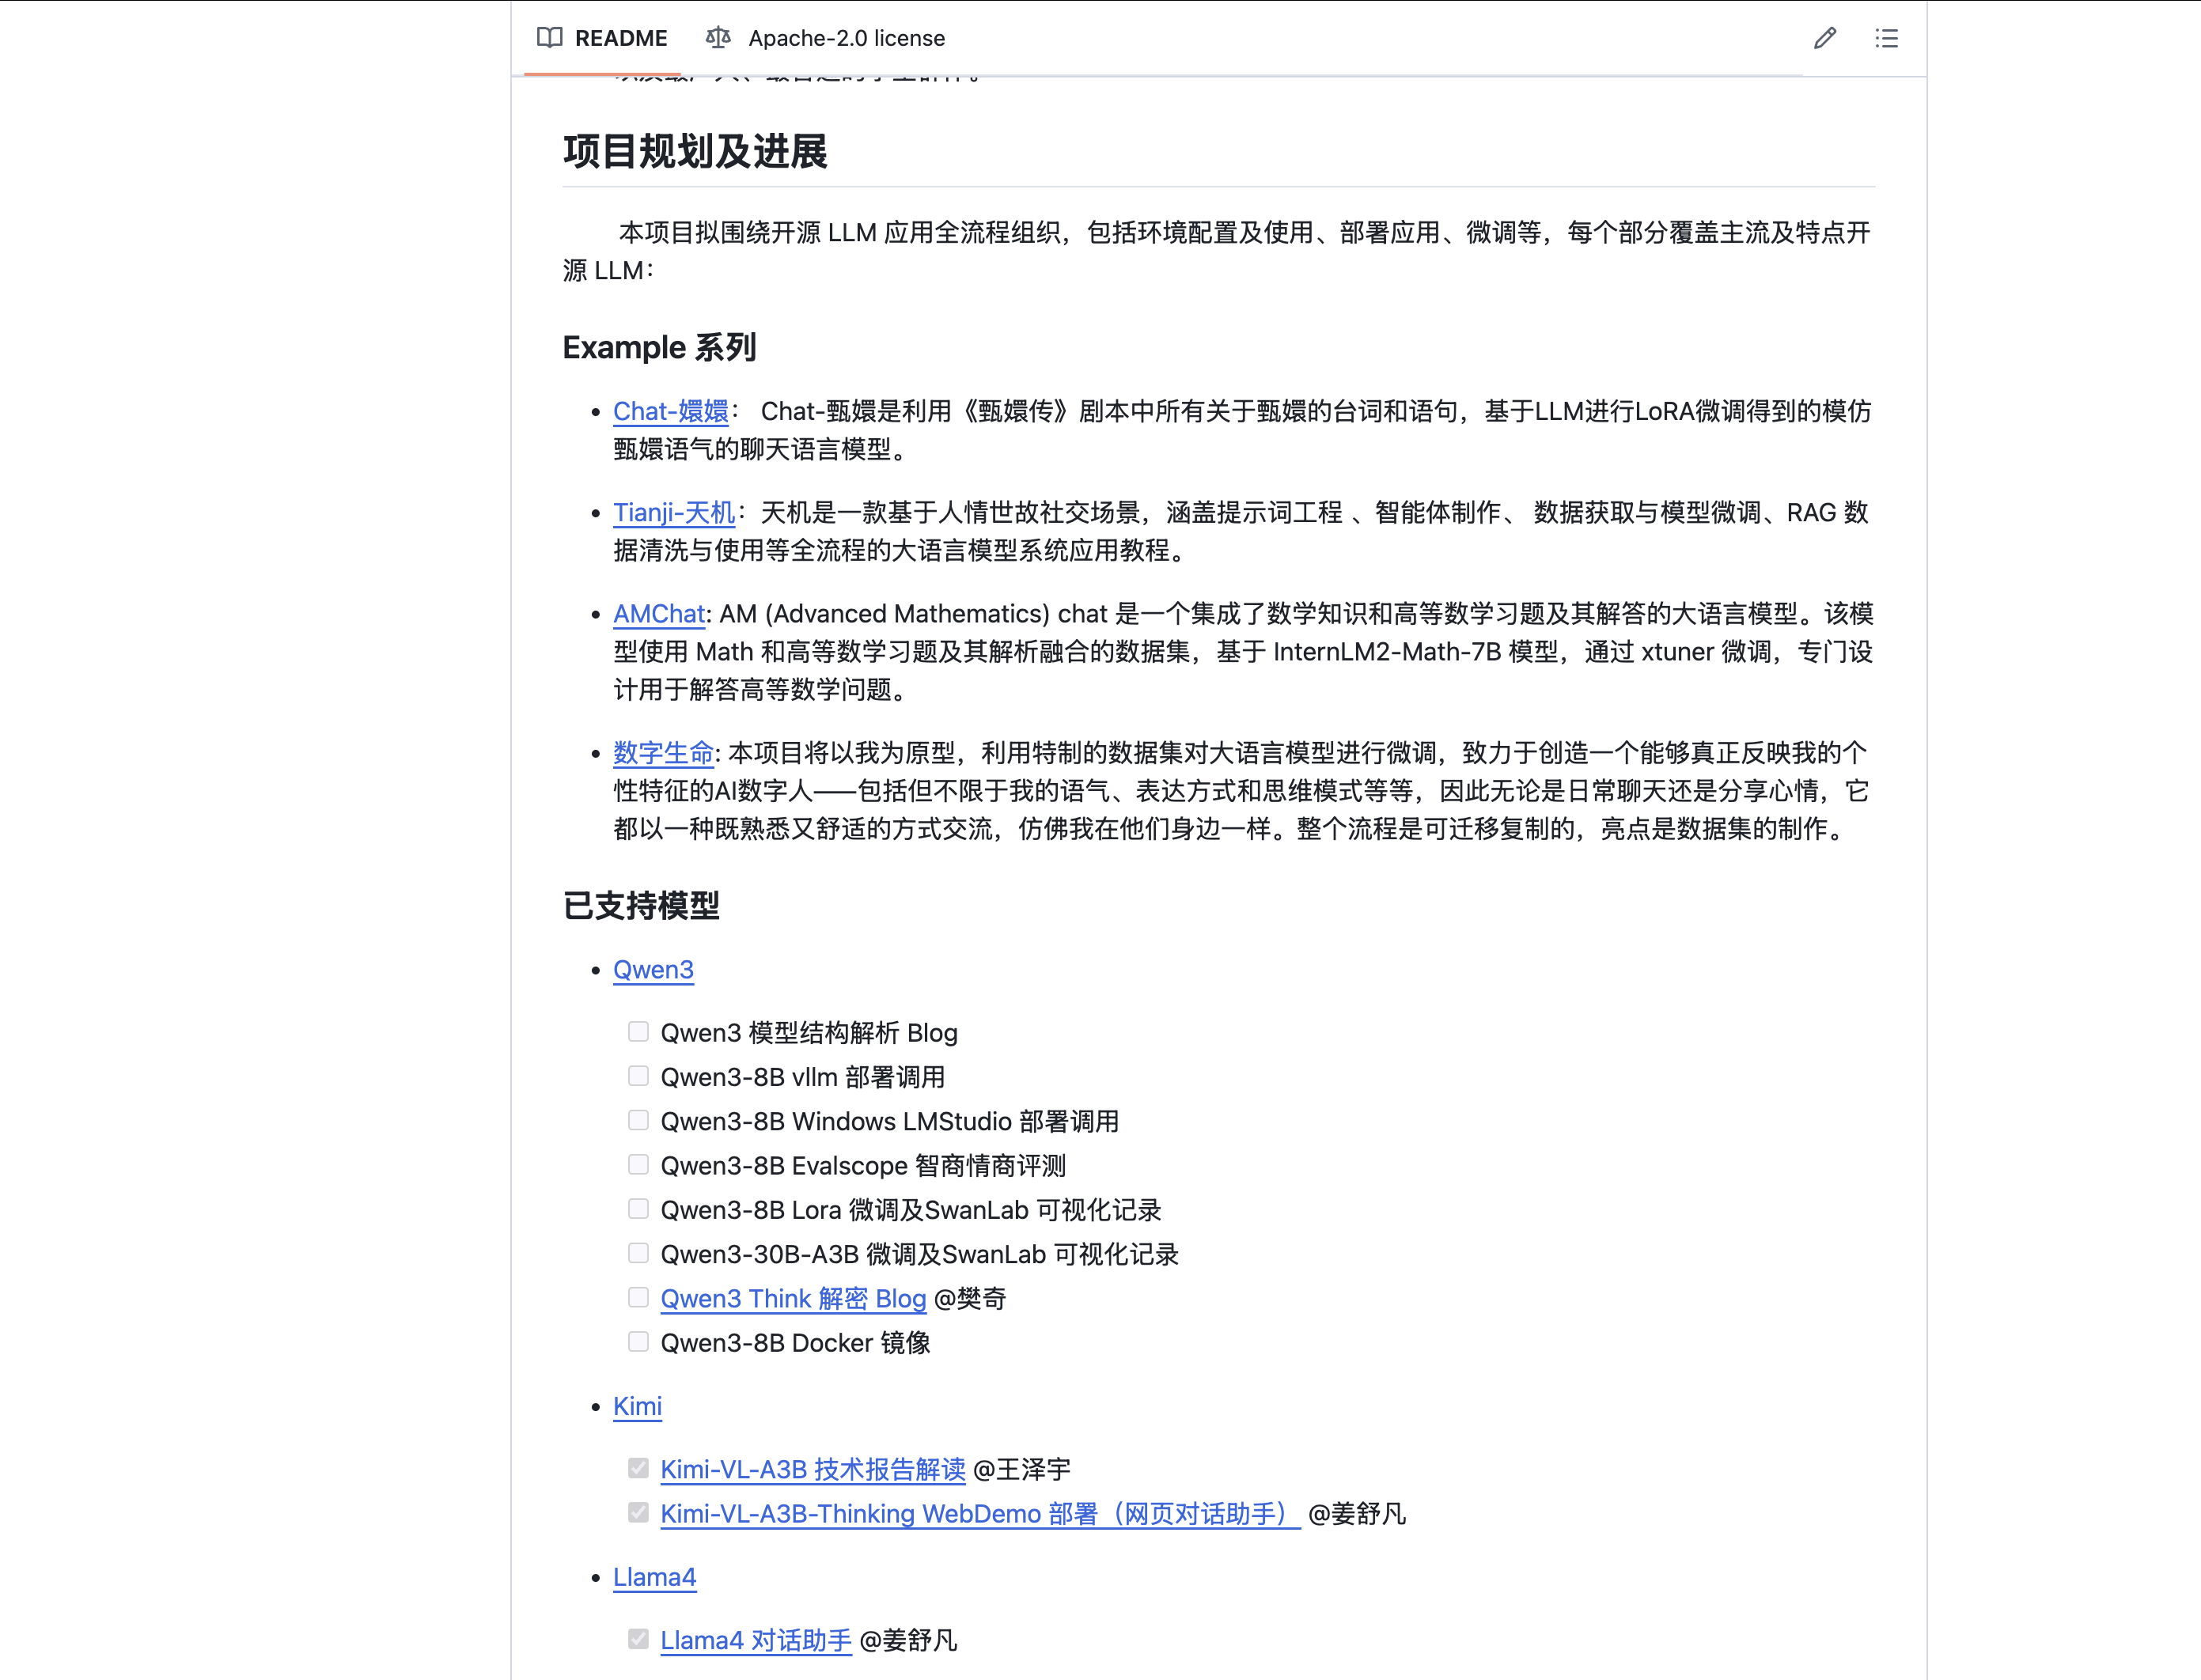 README
Apache-2.0 license
项目规划及进展
本项目拟围绕开源 LLM 应用全流程组织，包括环境配置及使用、部署应用、微调等，每个部分覆盖主流及特点开
源 LLM：
Example 系列
Chat-嬛嬛： Chat-甄嬛是利用《甄嬛传》剧本中所有关于甄嬛的台词和语句，基于LLM进行LoRA微调得到的模仿
甄嬛语气的聊天语言模型。
Tianji-天机：天机是一款基于人情世故社交场景，涵盖提示词工程 、智能体制作、 数据获取与模型微调、RAG 数
据清洗与使用等全流程的大语言模型系统应用教程。
AMChat: AM (Advanced Mathematics) chat 是一个集成了数学知识和高等数学习题及其解答的大语言模型。该模
型使用 Math 和高等数学习题及其解析融合的数据集，基于 InternLM2-Math-7B 模型，通过 xtuner 微调，专门设
计用于解答高等数学问题。
数字生命: 本项目将以我为原型，利用特制的数据集对大语言模型进行微调，致力于创造一个能够真正反映我的个
性特征的AI数字人——包括但不限于我的语气、表达方式和思维模式等等，因此无论是日常聊天还是分享心情，它
都以一种既熟悉又舒适的方式交流，仿佛我在他们身边一样。整个流程是可迁移复制的，亮点是数据集的制作。
已支持模型
Qwen3
Qwen3 模型结构解析 Blog
Qwen3-8B vllm 部署调用
Qwen3-8B Windows LMStudio 部署调用
Qwen3-8B Evalscope 智商情商评测
Qwen3-8B Lora 微调及SwanLab 可视化记录
Qwen3-30B-A3B 微调及SwanLab 可视化记录
Qwen3 Think 解密 Blog @樊奇
Qwen3-8B Docker 镜像
Kimi
Kimi-VL-A3B 技术报告解读 @王泽宇
Kimi-VL-A3B-Thinking WebDemo 部署（网页对话助手） @姜舒凡
Llama4
Llama4 对话助手 @姜舒凡